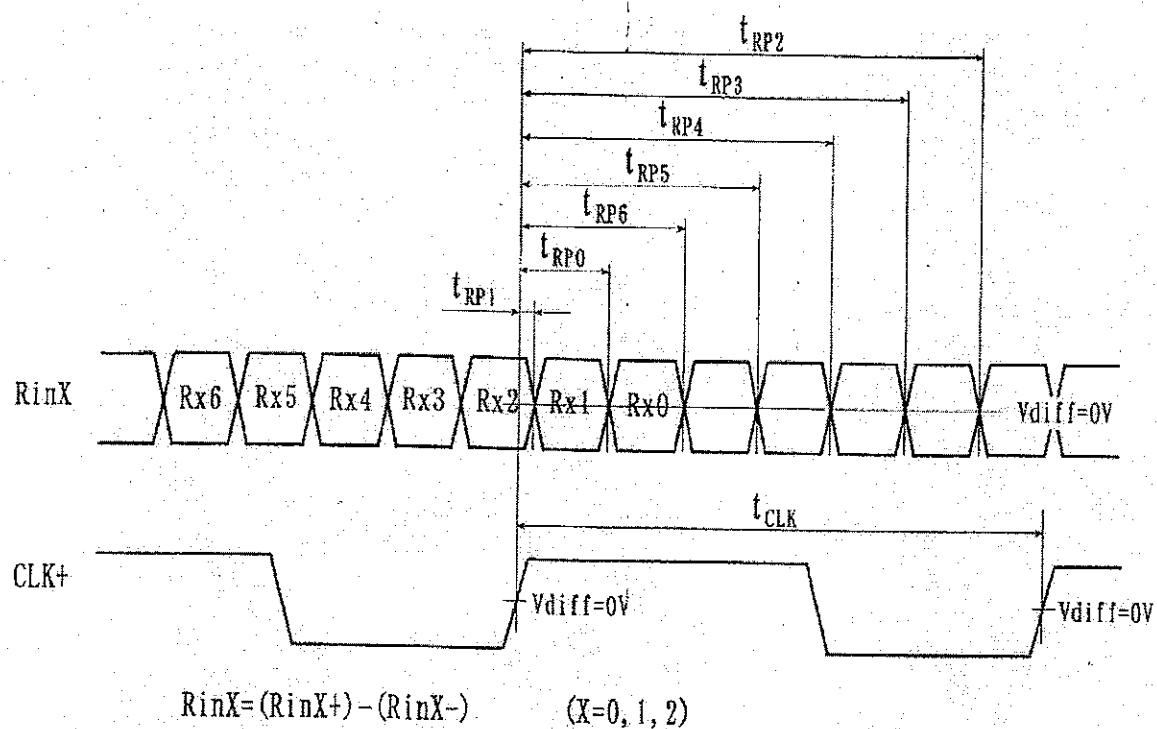 tRP2
tRP3
tRP4
tRP5
tRP6
tRP0
tRP1
RinX Rx6 Rx5 Rx4 Rx3 Rx2 Rx1 Rx0 Vdiff=0V
tCLK
CLK+ Vdiff=0V Vdiff=0V
RinX=(RinX+)-(RinX-) (X=0,1,2)